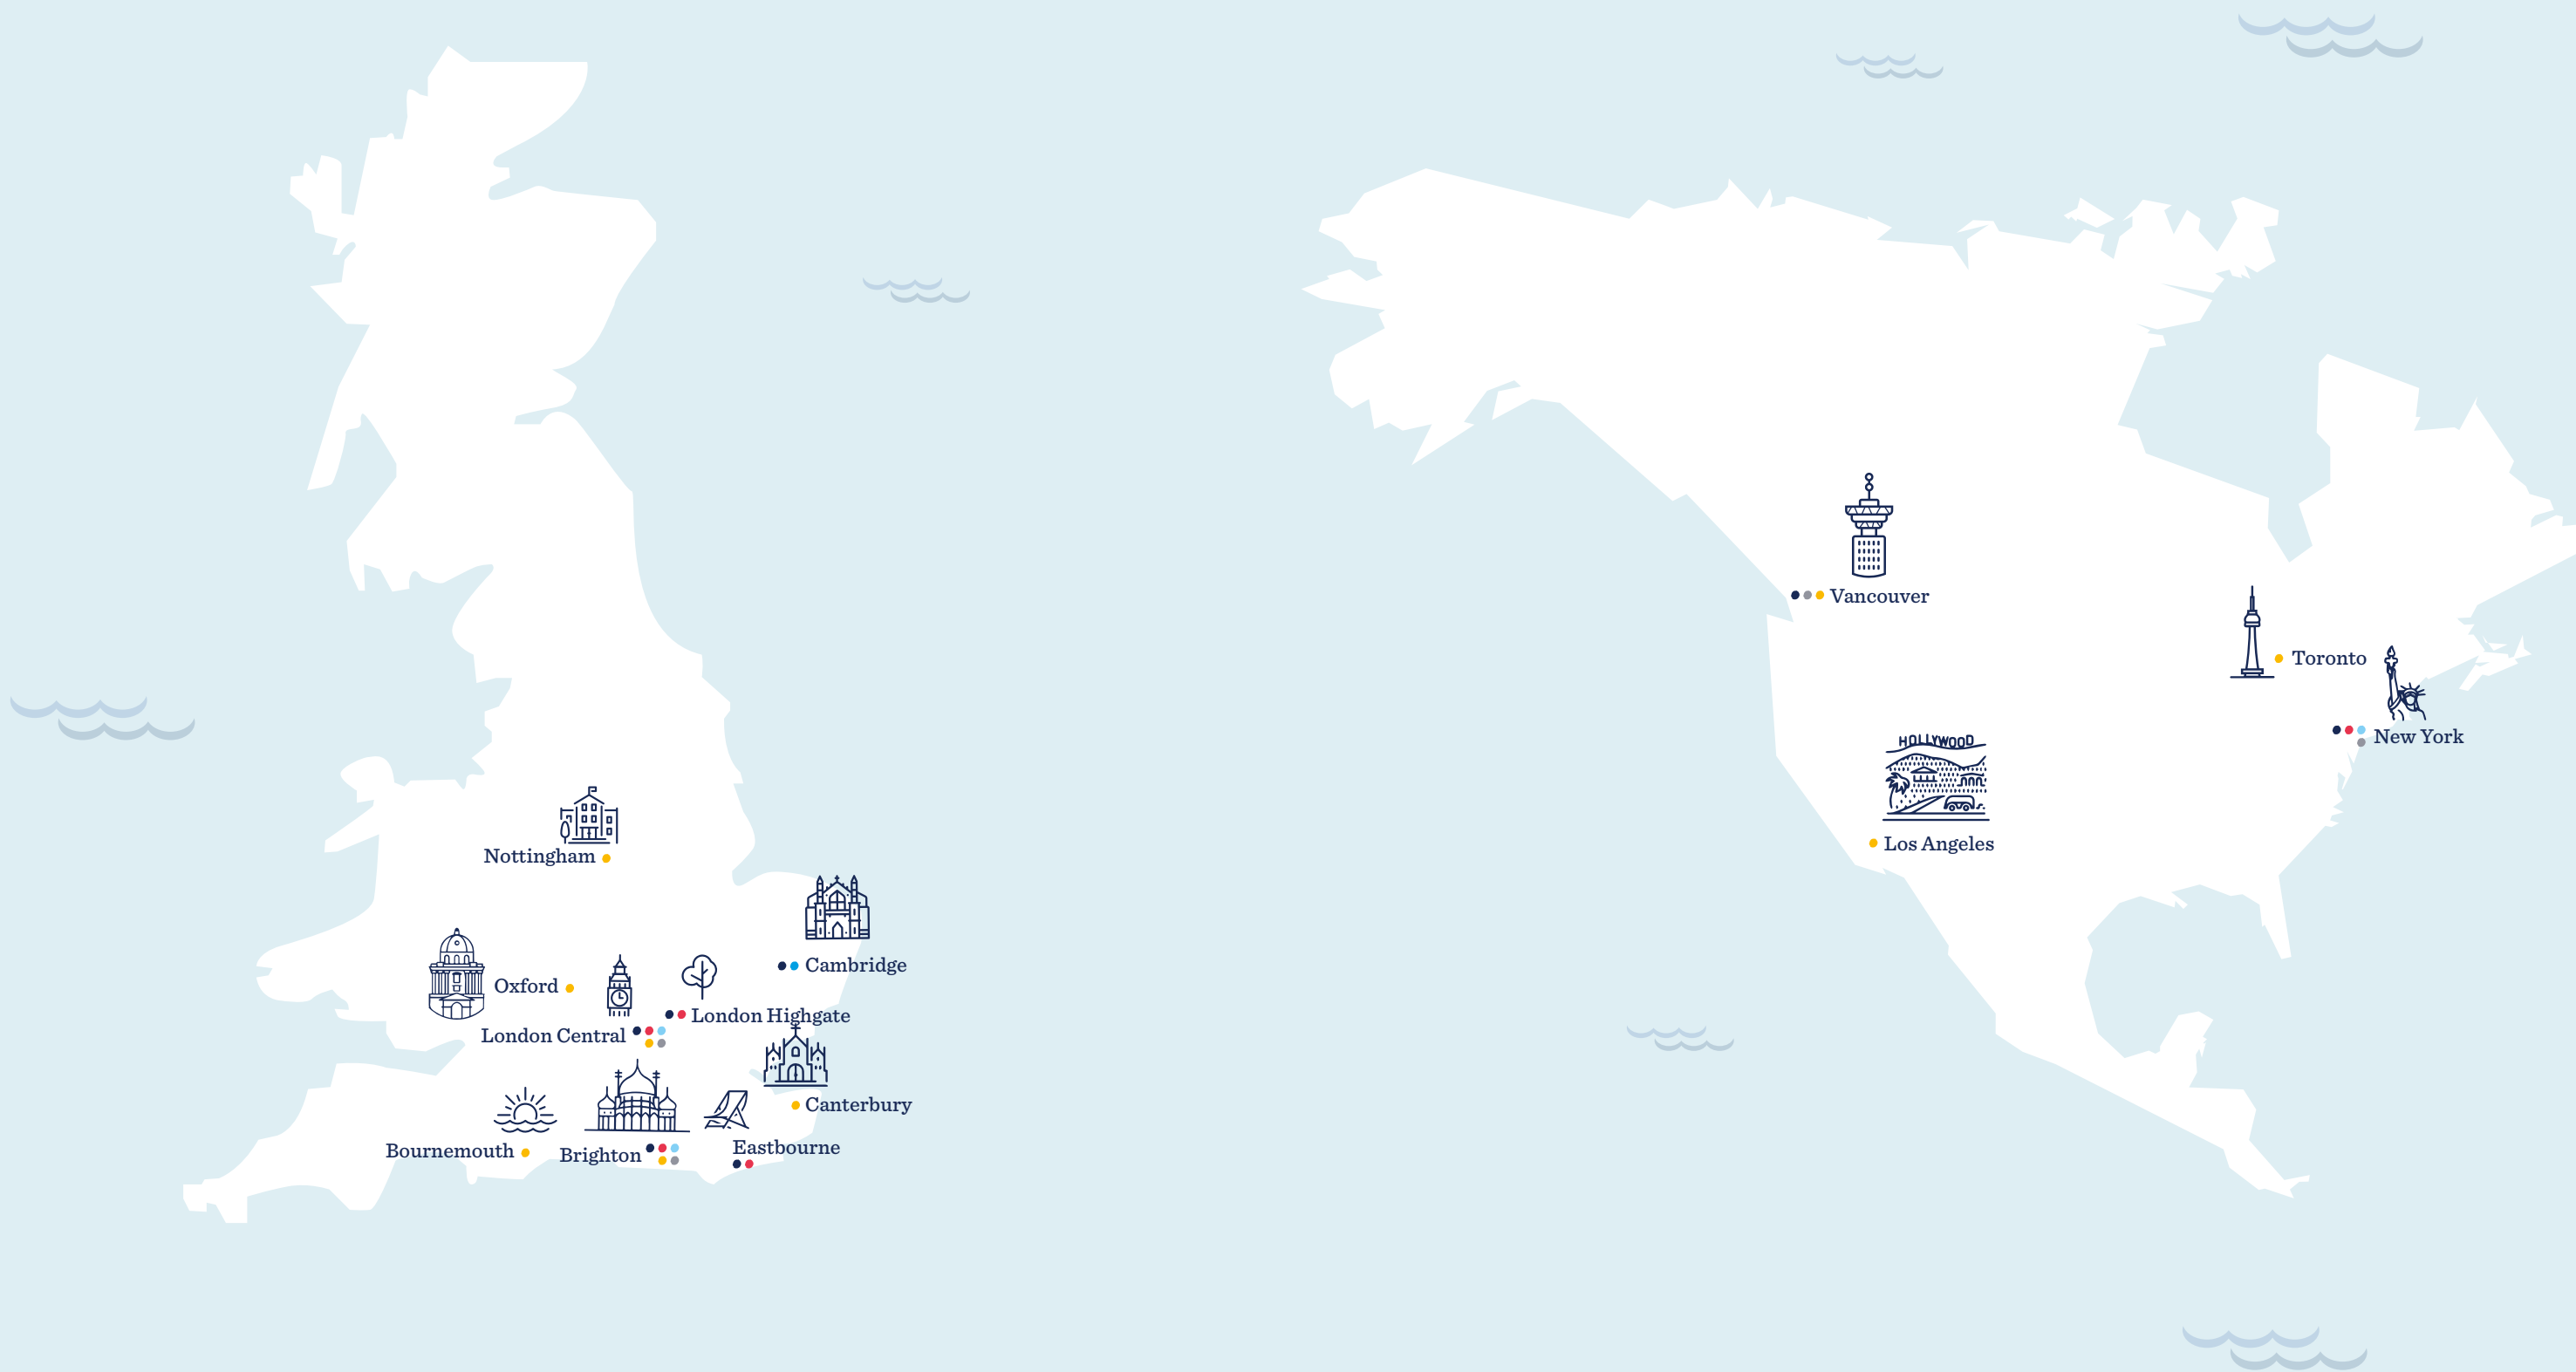 Nottingham
Cambridge
Oxford
London Highgate
London Central
Canterbury
Eastbourne
Bournemouth
Brighton
Vancouver
Toronto
New York
HOLLYWOOD
Los Angeles